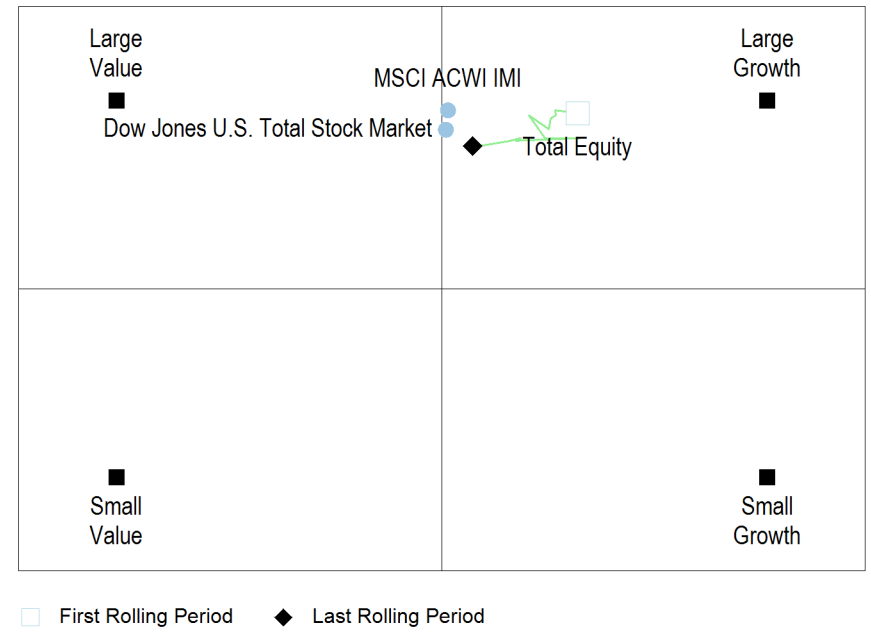 Large
Value
Large
Growth
MSCI ACWI IMI
Dow Jones U.S. Total Stock Market
Total Equity
Small
Value
Small
Growth
First Rolling Period
Last Rolling Period